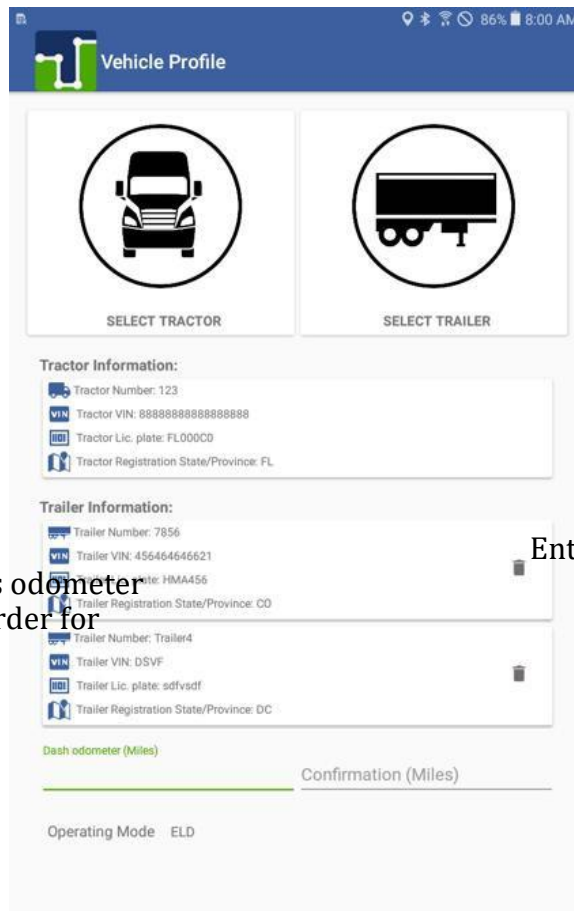 86% 8:00 AM
Vehicle Profile
SELECT TRACTOR
SELECT TRAILER
Tractor Information:
Tractor Number: 123
VIN Tractor VIN: 88888888888888888
Tractor Lic. plate: FL000C0
Tractor Registration State/Province: FL
Trailer Information:
Trailer Number: 7856
VIN Trailer VIN: 456464646621
Ent
Trailer Lic. plate: HMA456
s odometer
Trailer Registration State/Province: CO
rder for
Trailer Number: Trailer4
VIN Trailer VIN: DSVF
Trailer Lic. plate: sdfvsdf
Trailer Registration State/Province: DC
Dash odometer (Miles)
Confirmation (Miles)
Operating Mode ELD